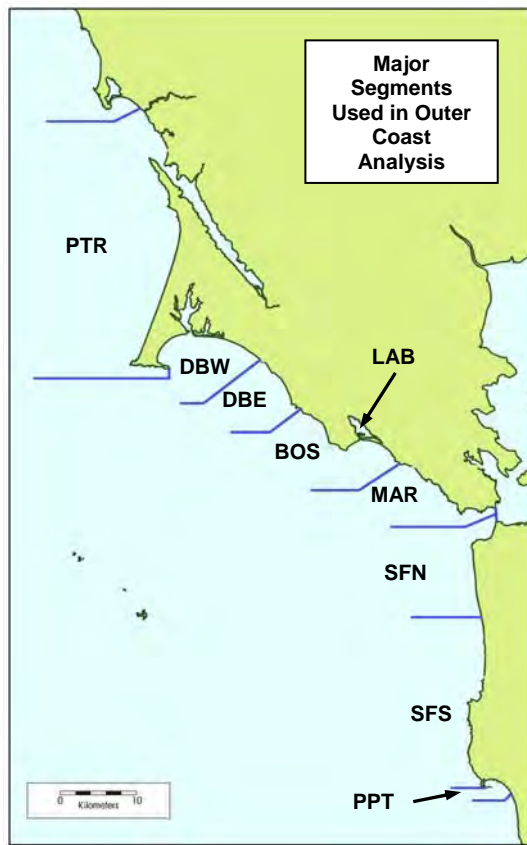 Major
Segments
Used in Outer
Coast
Analysis
PTR
LAB
DBW
DBE
BOS
MAR
SFN
SFS
PPT
0 10
Kilometers